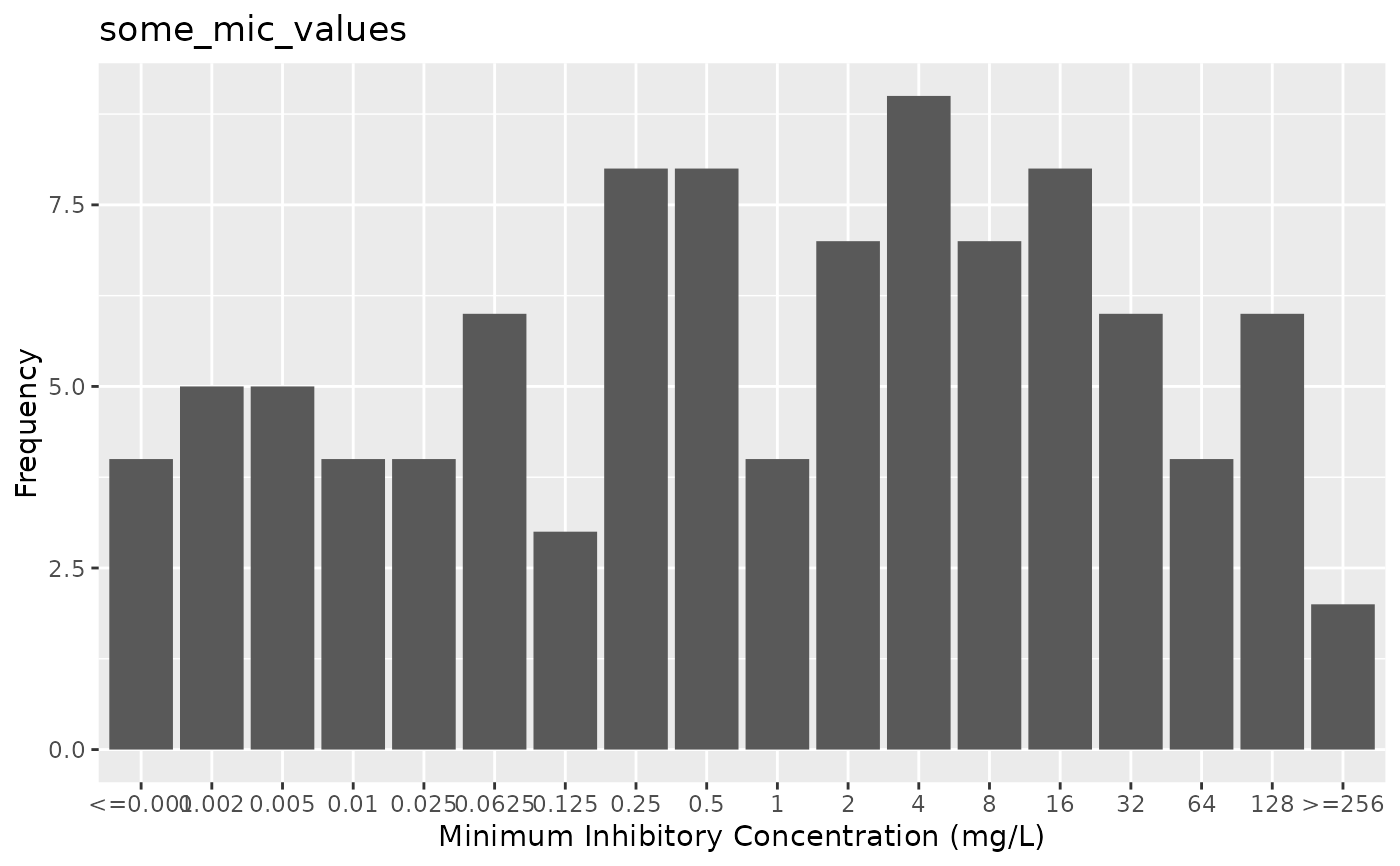 some_mic_values
Frequency
7.5
5.0
2.5
0.0
<=0.001 0.002 0.005 0.01 0.025 0.0625 0.125 0.25 0.5 1 2 4 8 16 32 64 128 >=256
Minimum Inhibitory Concentration (mg/L)